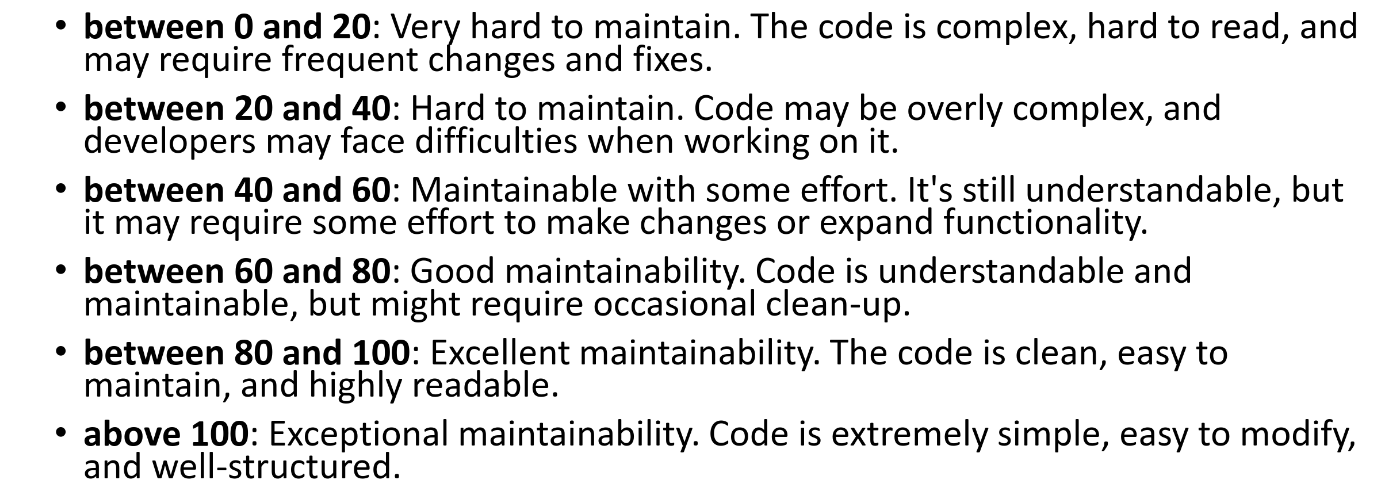 • between 0 and 20: Very hard to maintain. The code is complex, hard to read, and
may require frequent changes and fixes.
• between 20 and 40: Hard to maintain. Code may be overly complex, and
developers may face difficulties when working on it.
• between 40 and 60: Maintainable with some effort. It's still understandable, but
it may require some effort to make changes or expand functionality.
• between 60 and 80: Good maintainability. Code is understandable and
maintainable, but might require occasional clean-up.
• between 80 and 100: Excellent maintainability. The code is clean, easy to
maintain, and highly readable.
• above 100: Exceptional maintainability. Code is extremely simple, easy to modify,
and well-structured.